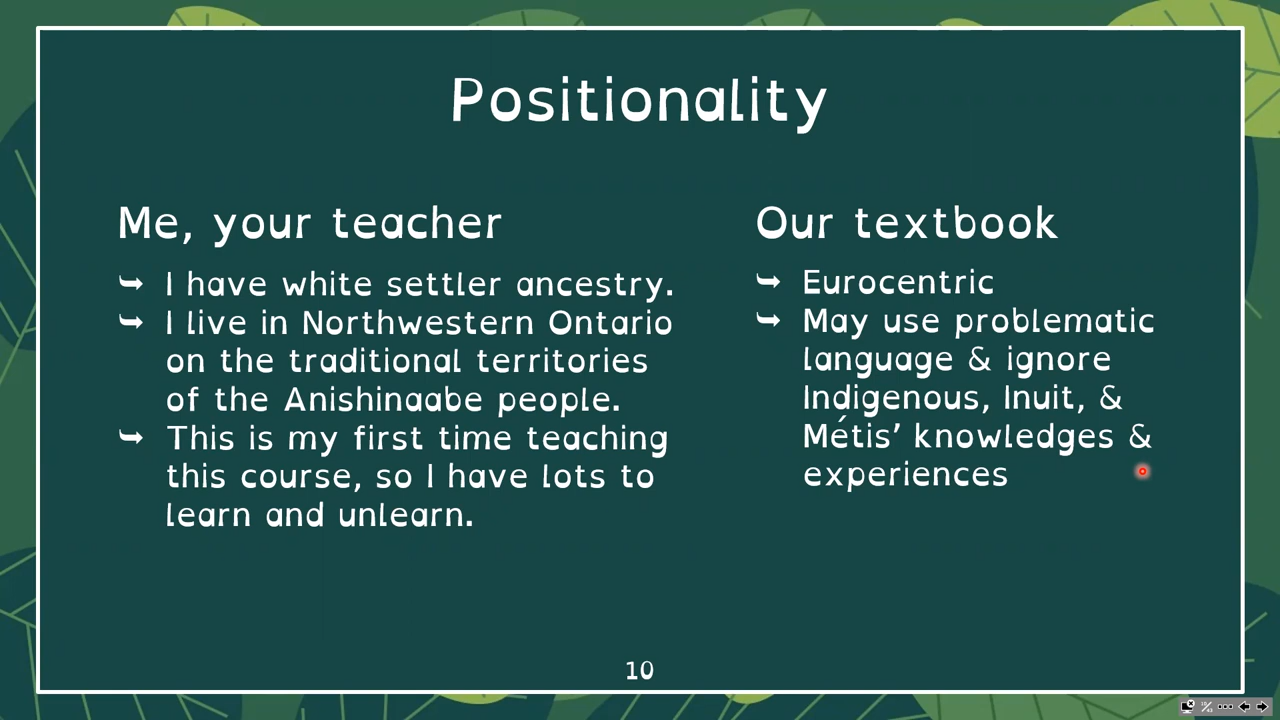 Positionality
Me, your teacher
⮩ I have white settler ancestry.
⮩ I live in Northwestern Ontario
on the traditional territories
of the Anishinaabe people.
⮩ This is my first time teaching
this course, so I have lots to
learn and unlearn.
Our textbook
⮩ Eurocentric
⮩ May use problematic
language & ignore
Indigenous, Inuit, &
Métis’ knowledges &
experiences
10